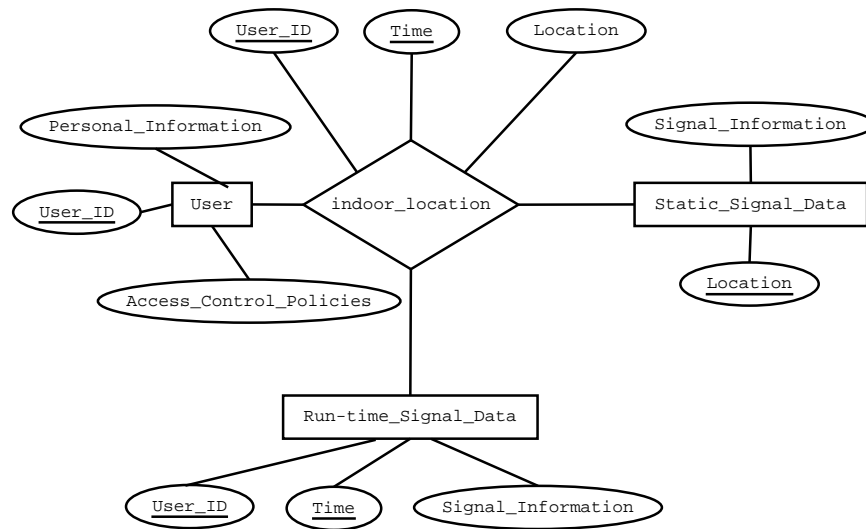 User_ID
Time
Location
Personal_Information
Signal_Information
User_ID
User
indoor_location
Static_Signal_Data
Access_Control_Policies
Location
Run-time_Signal_Data
User_ID
Time
Signal_Information